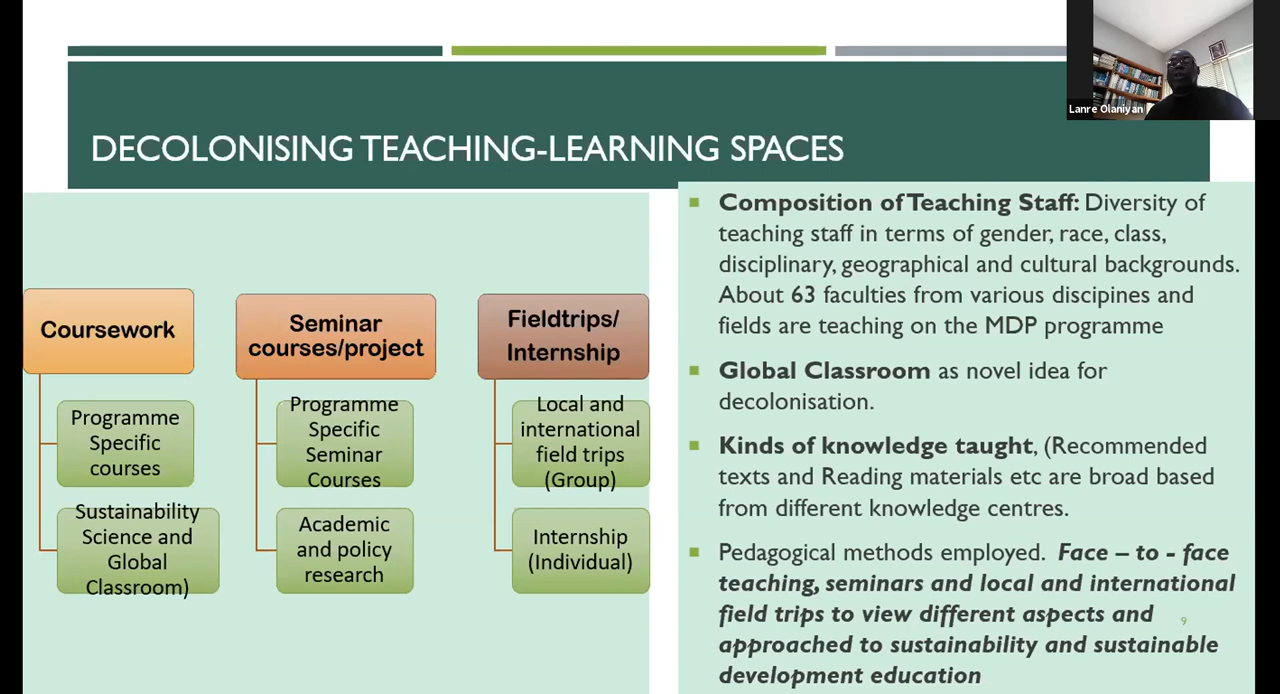 Lanre Olaniyan
DECOLONISING TEACHING-LEARNING SPACES
Coursework
Programme
Specific
courses
Sustainability
Science and
Global
Classroom)
Seminar
courses/project
Programme
Specific
Seminar
Courses
Academic
and policy
research
Fieldtrips/
Internship
Local and
international
field trips
(Group)
Internship
(Individual)
Composition of Teaching Staff: Diversity of
teaching staff in terms of gender, race, class,
disciplinary, geographical and cultural backgrounds.
About 63 faculties from various discipines and
fields are teaching on the MDP programme
Global Classroom as novel idea for
decolonisation.
Kinds of knowledge taught, (Recommended
texts and Reading materials etc are broad based
from different knowledge centres.
Pedagogical methods employed. Face – to - face
teaching, seminars and local and international
field trips to view different aspects and
approached to sustainability and sustainable
development education
9